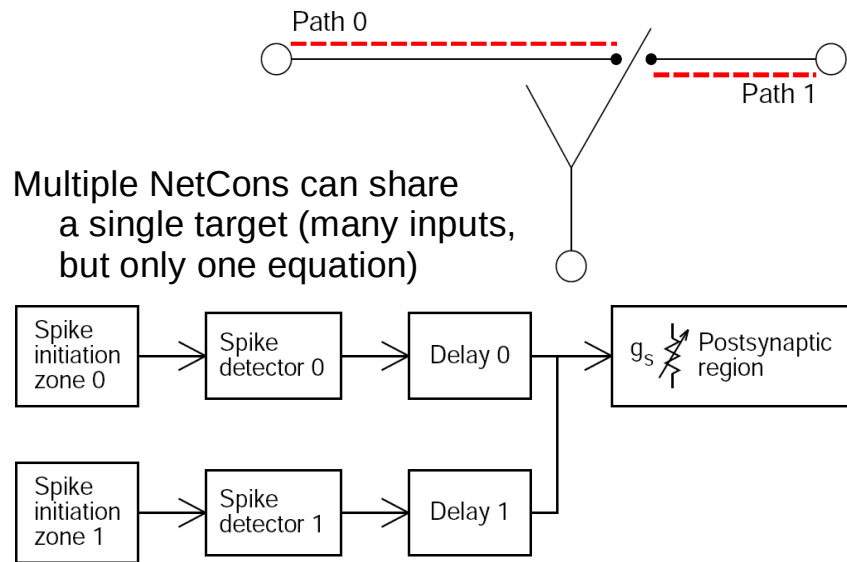 Path 0
Path 1
Multiple NetCons can share
a single target (many inputs,
but only one equation)
Spike
initiation
zone 0
Spike
detector 0
Delay 0
gs
Postsynaptic
region
Spike
initiation
zone 1
Spike
detector 1
Delay 1